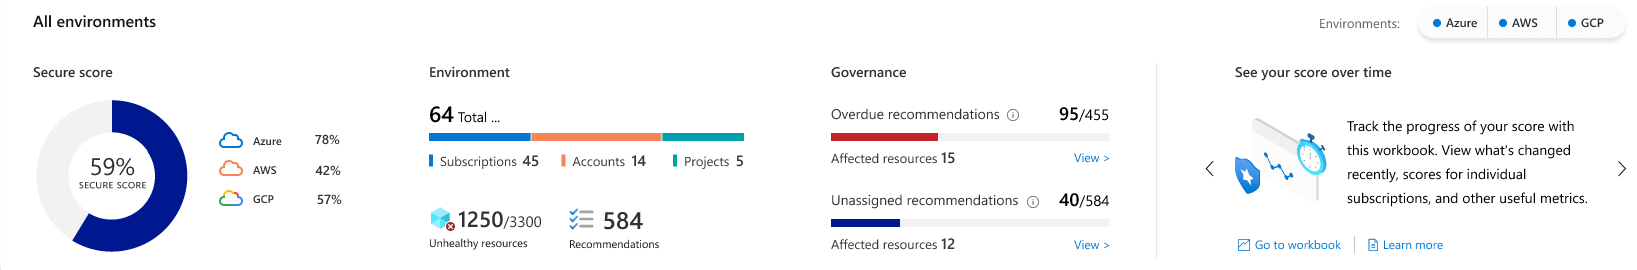 All environments
Environments: Azure AWS GCP
Secure score
59%
SECURE SCORE
Azure 78%
AWS 42%
GCP 57%
Environment
64 Total ...
Subscriptions 45 Accounts 14 Projects 5
1250/3300
Unhealthy resources
584
Recommendations
Governance
Overdue recommendations 95/455
Affected resources 15 View >
Unassigned recommendations 40/584
Affected resources 12 View >
See your score over time
Track the progress of your score with
this workbook. View what's changed
recently, scores for individual
subscriptions, and other useful metrics.
Go to workbook Learn more